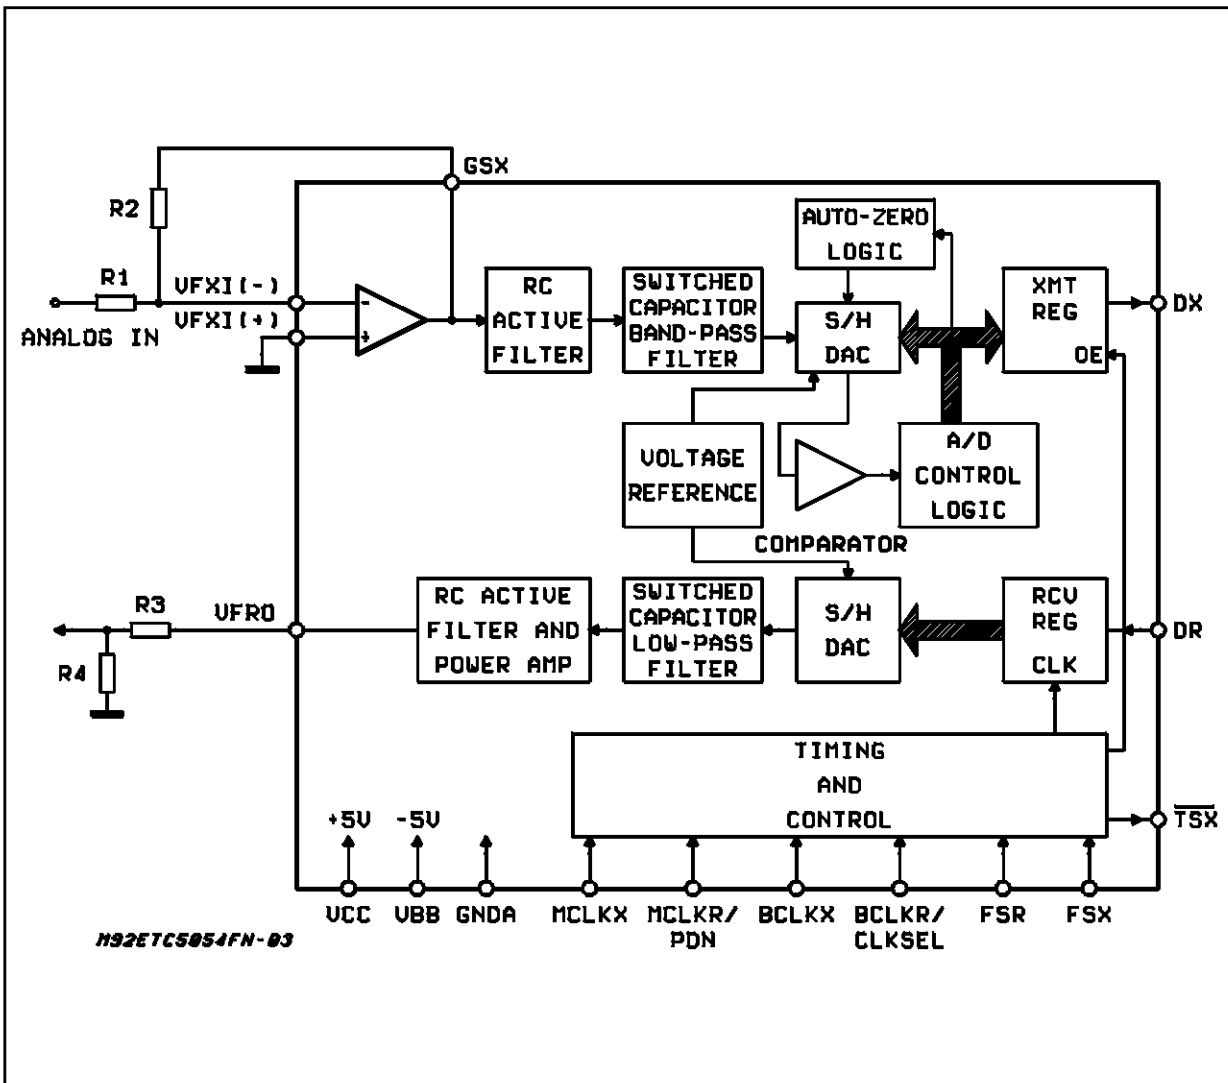 GSX
R2
R1
VFXI(-)
VFXI(+)
ANALOG IN
-
+
RC
ACTIVE
FILTER
SWITCHED
CAPACITOR
BAND-PASS
FILTER
AUTO-ZERO
LOGIC
S/H
DAC
XMT
REG
OE
DX
VOLTAGE
REFERENCE
COMPARATOR
A/D
CONTROL
LOGIC
R3
VFRO
R4
RC ACTIVE
FILTER AND
POWER AMP
SWITCHED
CAPACITOR
LOW-PASS
FILTER
S/H
DAC
RCV
REG
CLK
DR
TIMING
AND
CONTROL
TSX
+5V
-5V
VCC
VBB
GNDA
MCLKX
MCLKR/
PDN
BCLKX
BCLKR/
CLKSEL
FSR
FSX
M92ETC5054FN-03